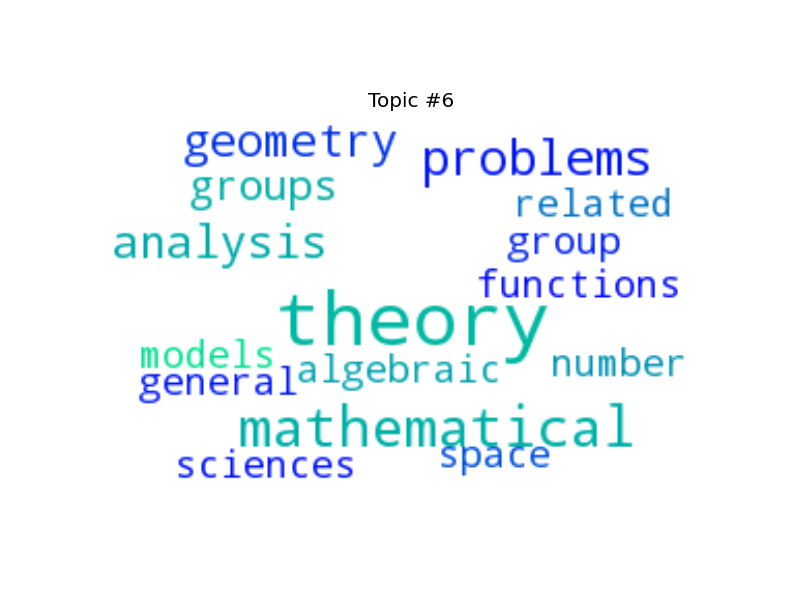 Topic #6
geometry
problems
groups
related
analysis
group
functions
theory
models
number
algebraic
general
mathematical
space
sciences